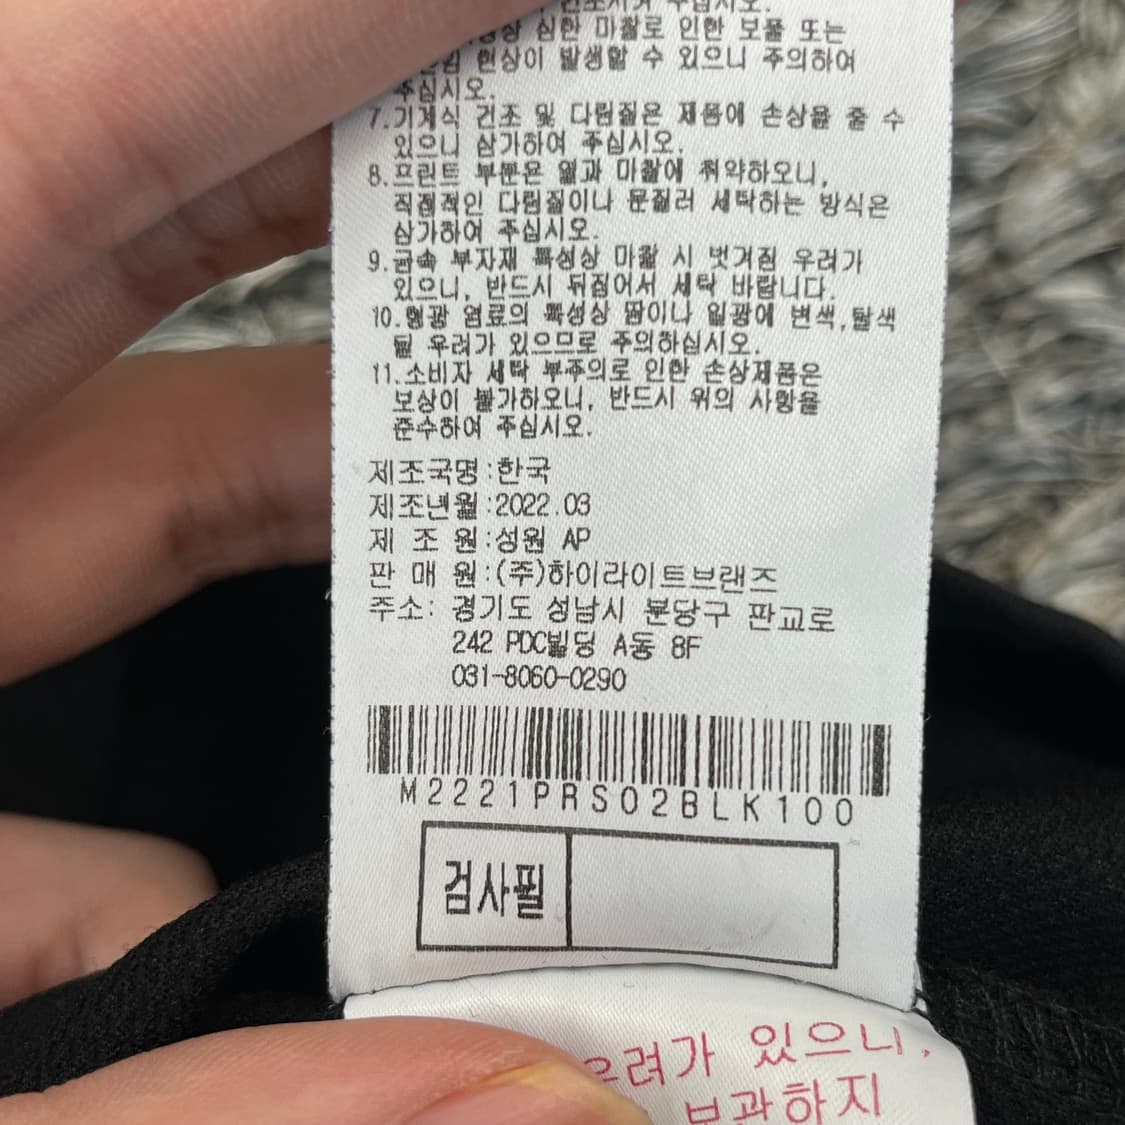 건조시켜 주십시오.
심한 마찰로 인한 보풀 또는
현상이 발생할 수 있으니 주의하여
주십시오.
7.기계식 건조 및 다림질은 제품에 손상을 줄 수
있으니 삼가하여 주십시오.
8.프린트 부분은 열과 마찰에 취약하오니,
직접적인 다림질이나 문질러 세탁하는 방식은
삼가하여 주십시오.
9.금속 부자재 특성상 마찰 시 벗겨짐 우려가
있으니, 반드시 뒤집어서 세탁 바랍니다.
10.형광 염료의 특성상 땀이나 일광에 변색,탈색
될 우려가 있으므로 주의하십시오.
11.소비자 세탁 부주의로 인한 손상제품은
보상이 불가하오니, 반드시 위의 사항을
준수하여 주십시오.
제조국명:한국
제조년월:2022.03
제 조 원:성원 AP
판 매 원:(주)하이라이트브랜즈
주소: 경기도 성남시 분당구 판교로
242 PDC빌딩 A동 8F
031-8060-0290
M2221PRS02BLK100
검사필
우려가 있으니,
보관하지